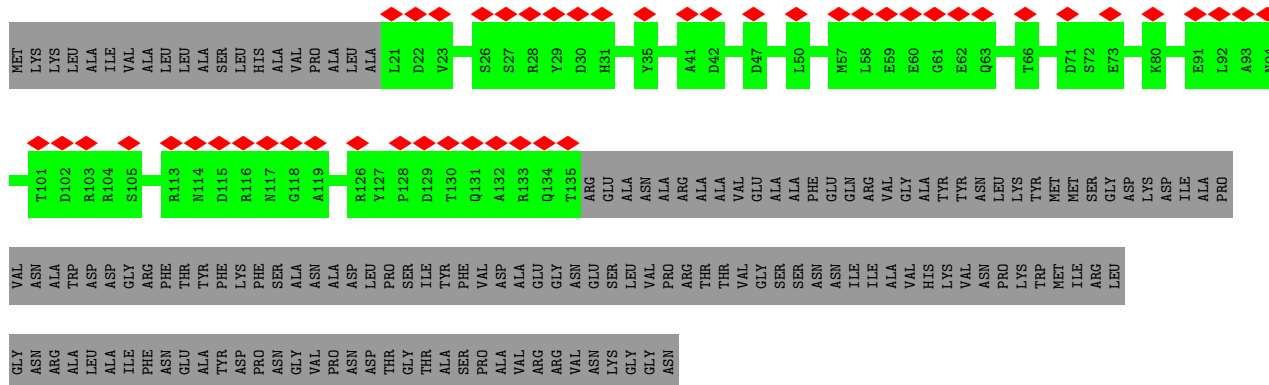 MET LYS LYS LEU ALA ILE VAL ALA LEU LEU ALA SER LEU HIS ALA VAL PRO ALA LEU ALA L21 D22 V23 S26 S27 R28 Y29 D30 H31 Y35 A41 D42 D47 L50 M57 L58 E59 E60 G61 E62 Q63 T66 D71 S72 E73 K80 E91 L92 A93 N94
T101 D102 R103 R104 S105 R113 N114 D115 R116 N117 G118 A119 R126 Y127 P128 D129 T130 Q131 A132 R133 Q134 T135 ARG GLU ALA ASN ALA ARG ALA ALA VAL GLU ALA ALA PHE GLU GLN ARG VAL GLY ALA TYR TYR ASN LEU LYS TYR MET MET SER GLY ASP LYS ASP ILE ALA PRO
VAL ASN ALA TRP ASP ASP GLY ARG PHE THR TYR PHE LYS PHE SER ALA ASN ALA ASP LEU PRO SER ILE TYR PHE VAL ASP ALA GLU GLY ASN GLU SER LEU VAL PRO ARG THR THR VAL GLY SER SER ASN ASN ILE ILE ALA VAL HIS LYS VAL ASN PRO LYS TRP MET ILE ARG LEU
GLY ASN ARG ALA LEU ALA ILE PHE ASN GLU ALA TYR ASP PRO ASN GLY VAL PRO ASN ASP THR GLY THR ALA SER PRO ALA VAL ARG ARG VAL ASN LYS GLY GLY ASN